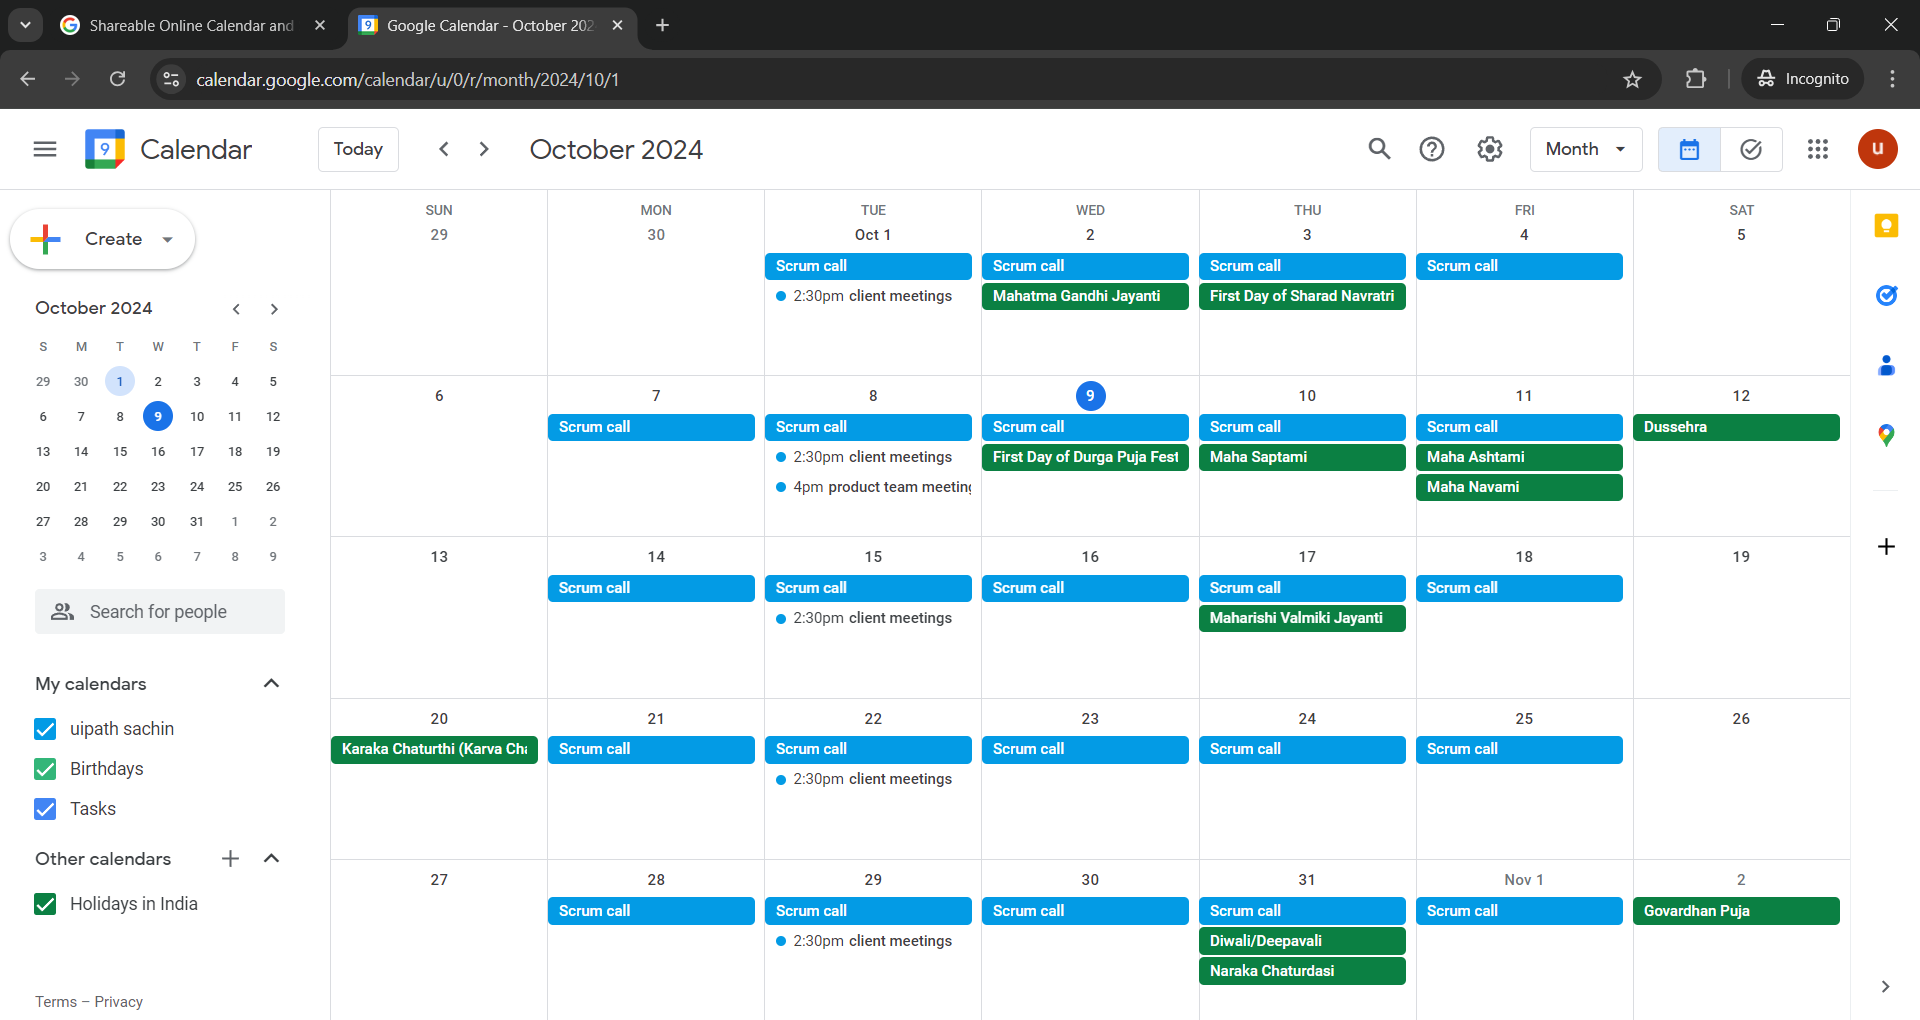 Shareable Online Calendar and
Google Calendar - October 202
calendar.google.com/calendar/u/0/r/month/2024/10/1
Incognito
9
Calendar
Today
October 2024
Month
u
Create
October 2024
S M T W T F S
29 30 1 2 3 4 5
6 7 8 9 10 11 12
13 14 15 16 17 18 19
20 21 22 23 24 25 26
27 28 29 30 31 1 2
3 4 5 6 7 8 9
Search for people
My calendars
uipath sachin
Birthdays
Tasks
Other calendars
Holidays in India
Terms – Privacy
SUN MON TUE WED THU FRI SAT
29 30 Oct 1 2 3 4 5
Scrum call Scrum call Scrum call Scrum call
2:30pm client meetings Mahatma Gandhi Jayanti First Day of Sharad Navratri
6 7 8 9 10 11 12
Scrum call Scrum call Scrum call Scrum call Scrum call Dussehra
2:30pm client meetings First Day of Durga Puja Fest Maha Saptami Maha Ashtami
4pm product team meeting Maha Navami
13 14 15 16 17 18 19
Scrum call Scrum call Scrum call Scrum call Scrum call
2:30pm client meetings Maharishi Valmiki Jayanti
20 21 22 23 24 25 26
Karaka Chaturthi (Karva Cha Scrum call Scrum call Scrum call Scrum call Scrum call
2:30pm client meetings
27 28 29 30 31 Nov 1 2
Scrum call Scrum call Scrum call Scrum call Scrum call Govardhan Puja
2:30pm client meetings Diwali/Deepavali
Naraka Chaturdasi